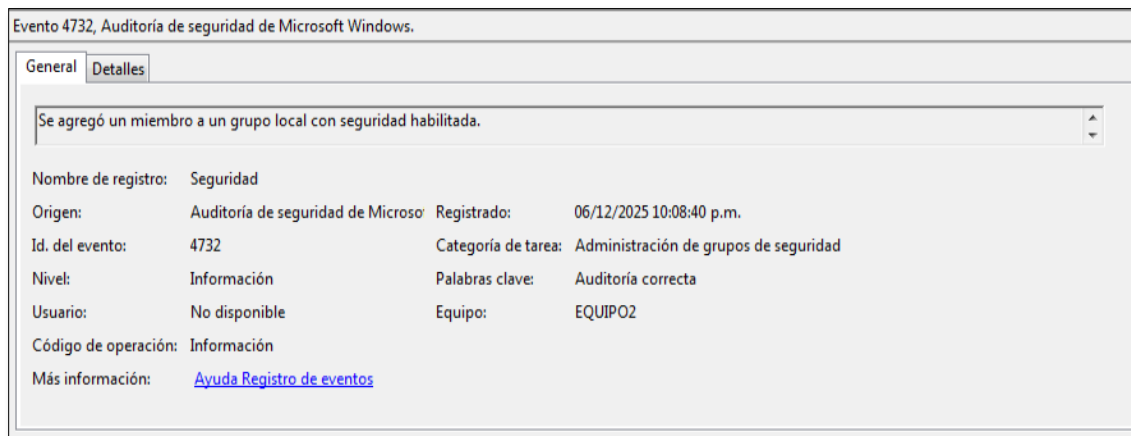 Evento 4732, Auditoría de seguridad de Microsoft Windows.
General Detalles
Se agregó un miembro a un grupo local con seguridad habilitada.
Nombre de registro: Seguridad
Origen: Auditoría de seguridad de Microso Registrado: 06/12/2025 10:08:40 p.m.
Id. del evento: 4732 Categoría de tarea: Administración de grupos de seguridad
Nivel: Información Palabras clave: Auditoría correcta
Usuario: No disponible Equipo: EQUIPO2
Código de operación: Información
Más información: Ayuda Registro de eventos